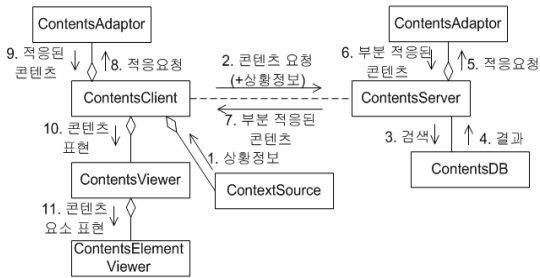 ContentsAdaptor
ContentsAdaptor
9. 적응된
콘텐츠
8. 적응요청
2. 콘텐츠 요청
(+상황정보)
6. 부분 적응된
콘텐츠
5. 적응요청
ContentsClient
ContentsServer
7. 부분 적응된
콘텐츠
10. 콘텐츠
표현
1. 상황정보
3. 검색
4. 결과
ContentsViewer
ContextSource
ContentsDB
11. 콘텐츠
요소 표현
ContentsElement
Viewer